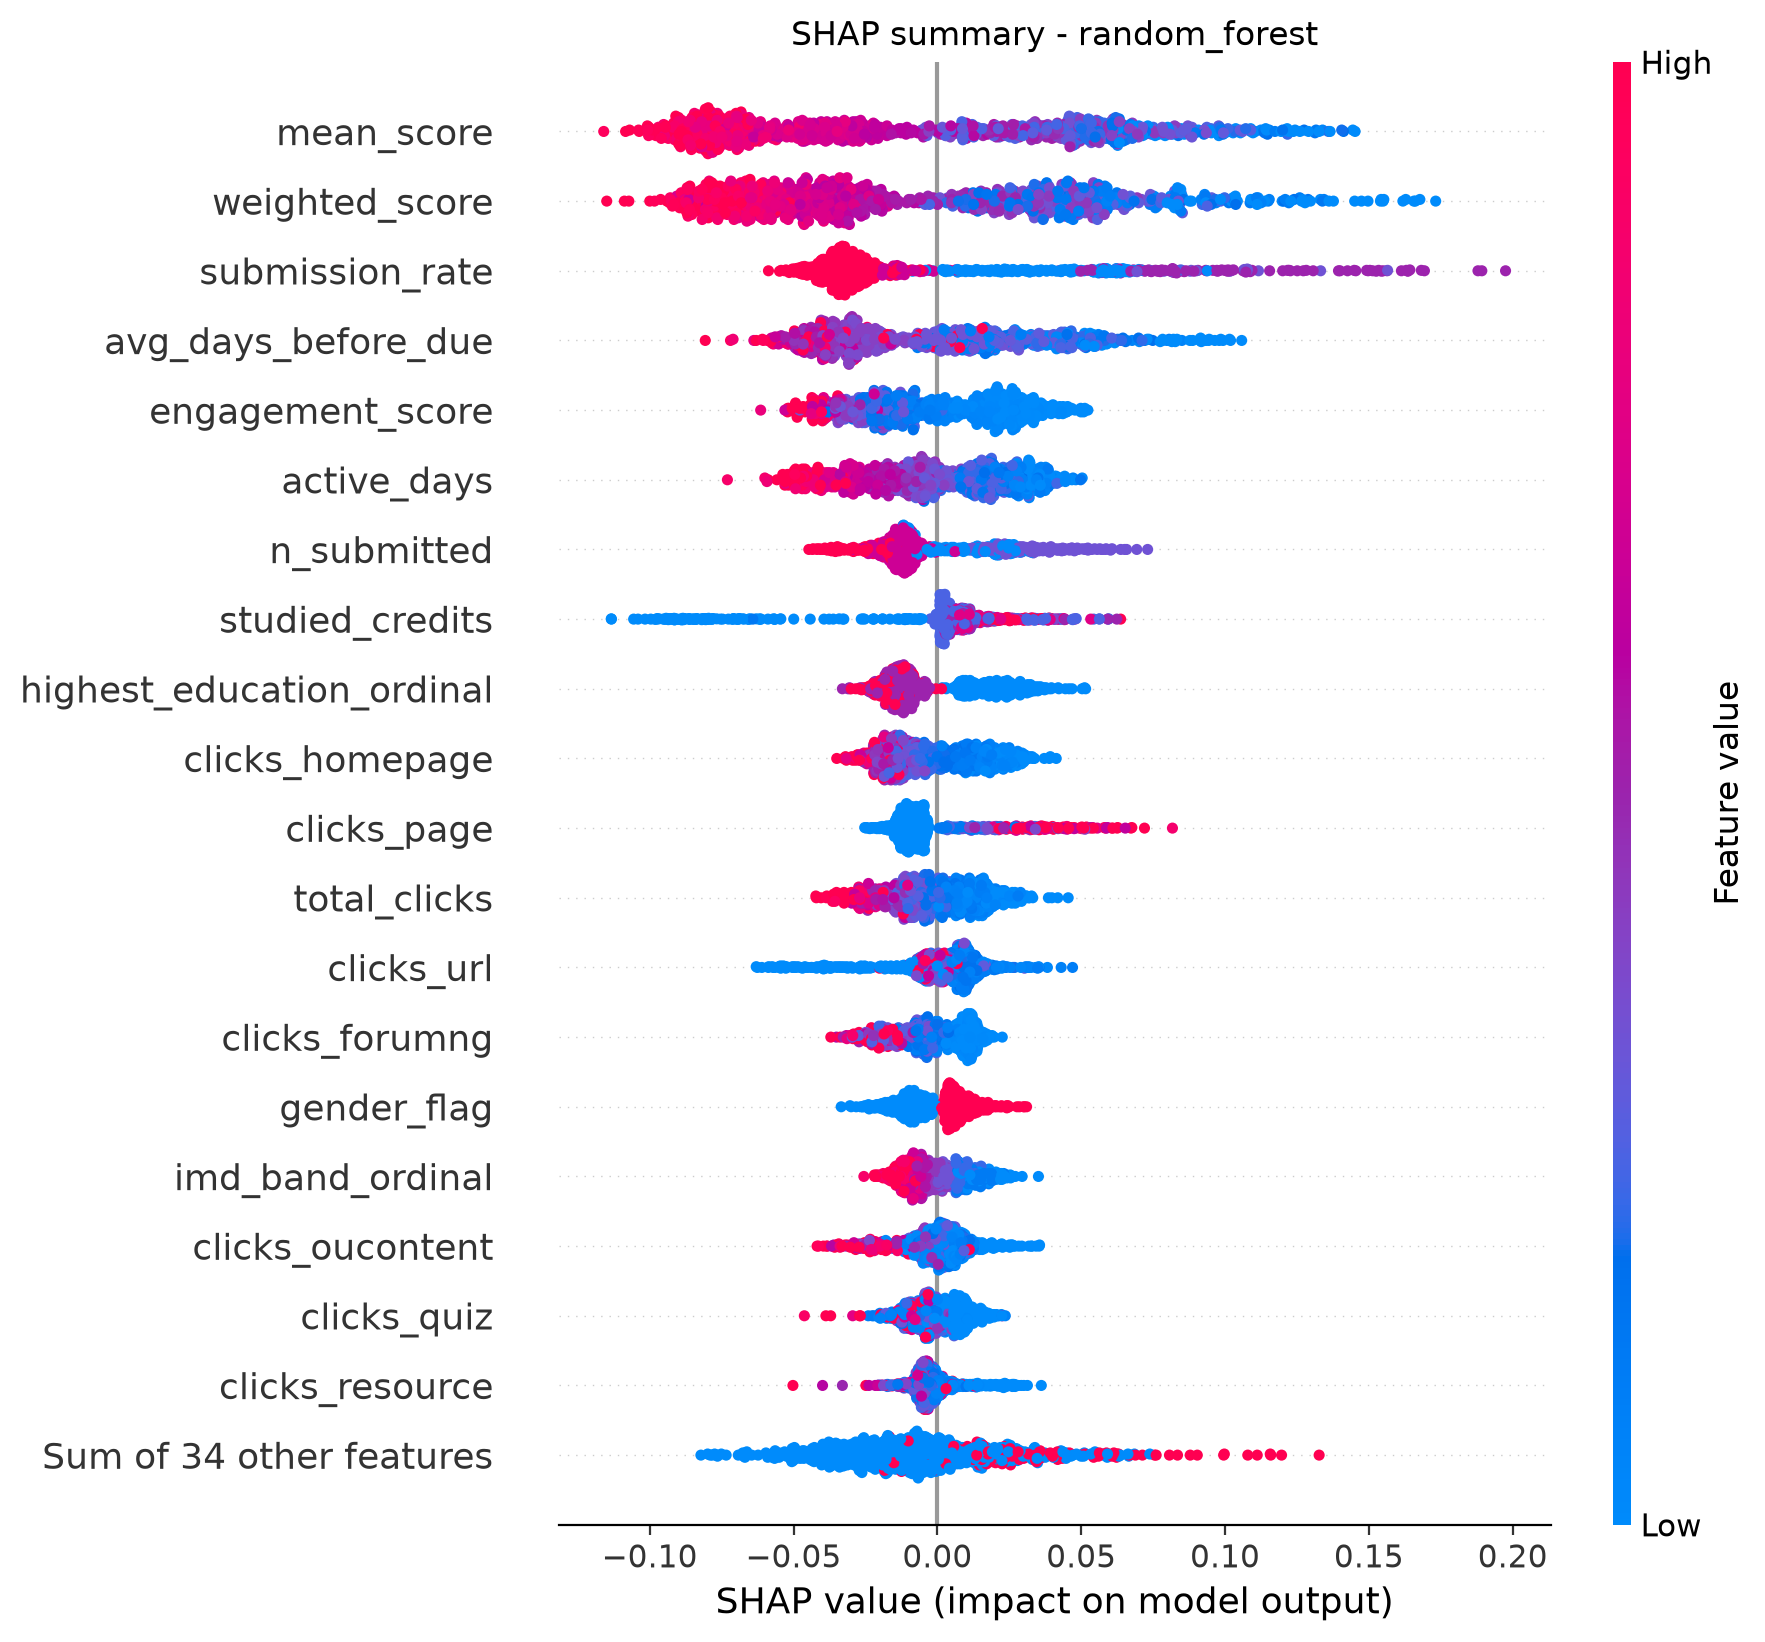 SHAP summary - random_forest
High
mean_score
weighted_score
submission_rate
avg_days_before_due
engagement_score
active_days
n_submitted
studied_credits
highest_education_ordinal
clicks_homepage
clicks_page
total_clicks
clicks_url
clicks_forumng
gender_flag
imd_band_ordinal
clicks_oucontent
clicks_quiz
clicks_resource
Sum of 34 other features
Feature value
Low
−0.10 −0.05 0.00 0.05 0.10 0.15 0.20
SHAP value (impact on model output)